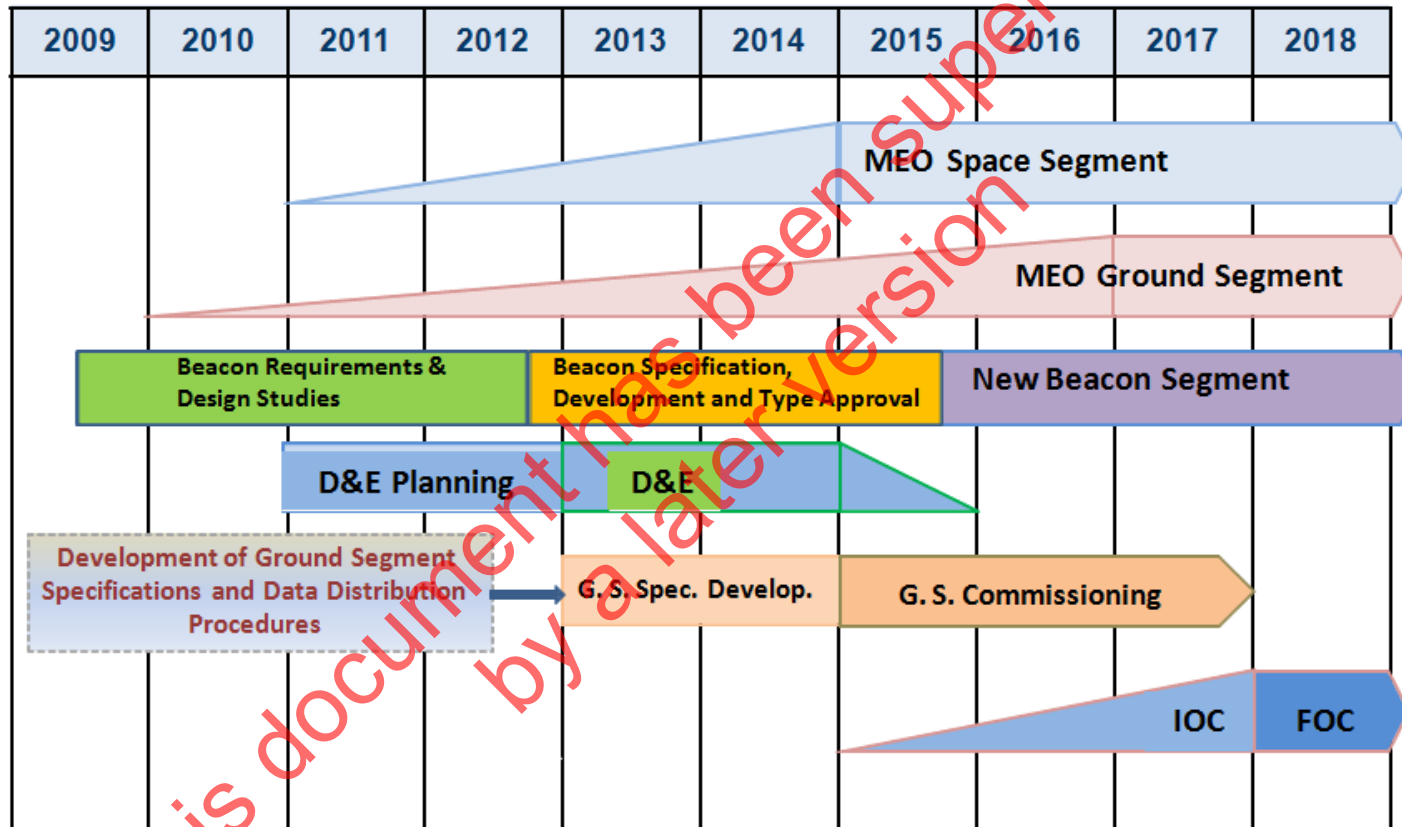 2009 2010 2011 2012 2013 2014 2015 2016 2017 2018
MEO Space Segment
MEO Ground Segment
Beacon Requirements &
Design Studies
Beacon Specification,
Development and Type Approval
New Beacon Segment
D&E Planning
D&E
Development of Ground Segment
Specifications and Data Distribution
Procedures
G. S. Spec. Develop.
G. S. Commissioning
IOC
FOC
is document has been super
by a later version